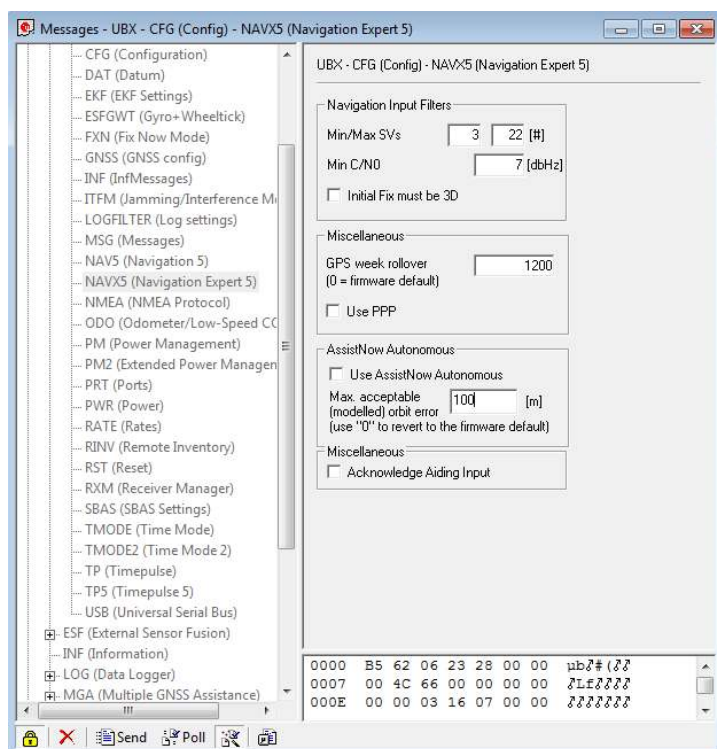 Messages - UBX - CFG (Config) - NAVX5 (Navigation Expert 5)
CFG (Configuration)
DAT (Datum)
EKF (EKF Settings)
ESFGWT (Gyro+Wheeltick)
FXN (Fix Now Mode)
GNSS (GNSS config)
INF (InfMessages)
ITFM (Jamming/Interference Mo
LOGFILTER (Log settings)
MSG (Messages)
NAV5 (Navigation 5)
NAVX5 (Navigation Expert 5)
NMEA (NMEA Protocol)
ODO (Odometer/Low-Speed CO
PM (Power Management)
PM2 (Extended Power Managen
PRT (Ports)
PWR (Power)
RATE (Rates)
RINV (Remote Inventory)
RST (Reset)
RXM (Receiver Manager)
SBAS (SBAS Settings)
TMODE (Time Mode)
TMODE2 (Time Mode 2)
TP (Timepulse)
TP5 (Timepulse 5)
USB (Universal Serial Bus)
ESF (External Sensor Fusion)
INF (Information)
LOG (Data Logger)
MGA (Multiple GNSS Assistance)
UBX - CFG (Config) - NAVX5 (Navigation Expert 5)
Navigation Input Filters
Min/Max SVs 3 22 [#]
Min C/N0 7 [dbHz]
Initial Fix must be 3D
Miscellaneous
GPS week rollover 1200
(0 = firmware default)
Use PPP
AssistNow Autonomous
Use AssistNow Autonomous
Max. acceptable 100 [m]
(modelled) orbit error
(use "0" to revert to the firmware default)
Miscellaneous
Acknowledge Aiding Input
0000 B5 62 06 23 28 00 00
0007 00 4C 66 00 00 00 00
000E 00 00 03 16 07 00 00
Send Poll